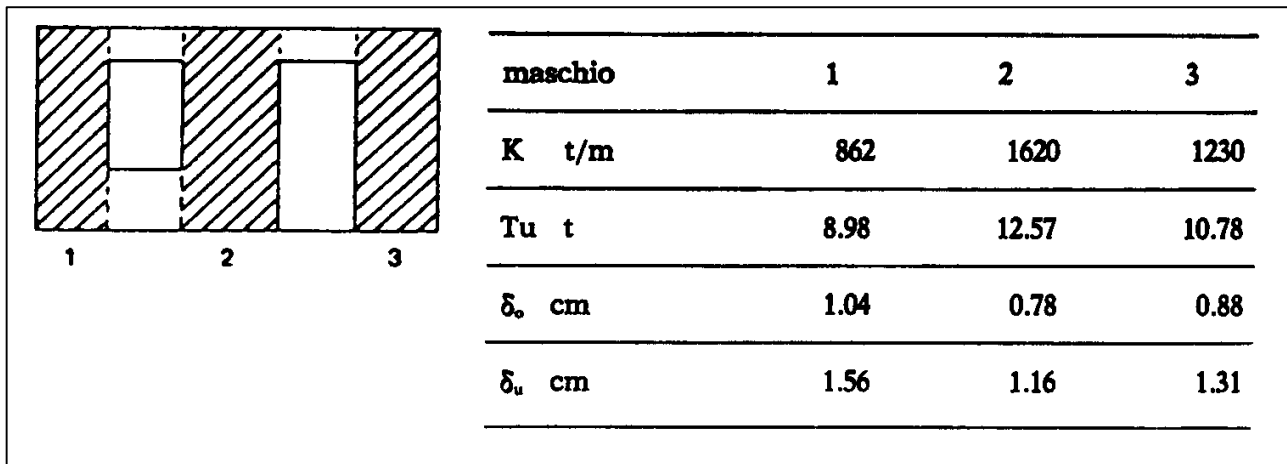 1 2 3
maschio 1 2 3
K t/m 862 1620 1230
Tu t 8.98 12.57 10.78
δₒ cm 1.04 0.78 0.88
δᵤ cm 1.56 1.16 1.31